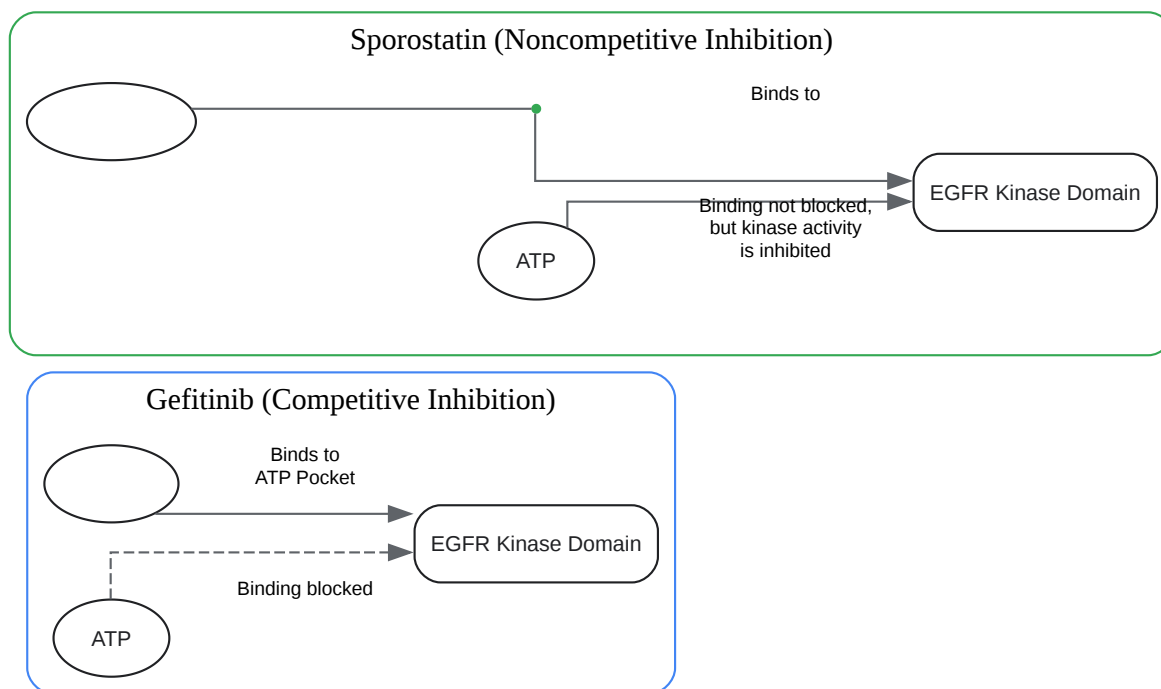 Sporostatin (Noncompetitive Inhibition)
Binds to
EGFR Kinase Domain
Binding not blocked,
but kinase activity
is inhibited
ATP
Gefitinib (Competitive Inhibition)
Binds to
ATP Pocket
EGFR Kinase Domain
Binding blocked
ATP